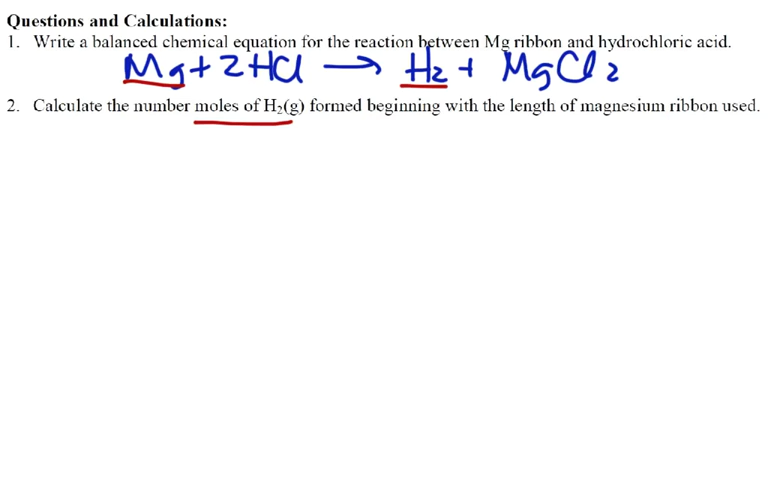 Questions and Calculations:
1. Write a balanced chemical equation for the reaction between Mg ribbon and hydrochloric acid.
Mg + 2HCl → H2 + MgCl2
2. Calculate the number moles of H₂(g) formed beginning with the length of magnesium ribbon used.